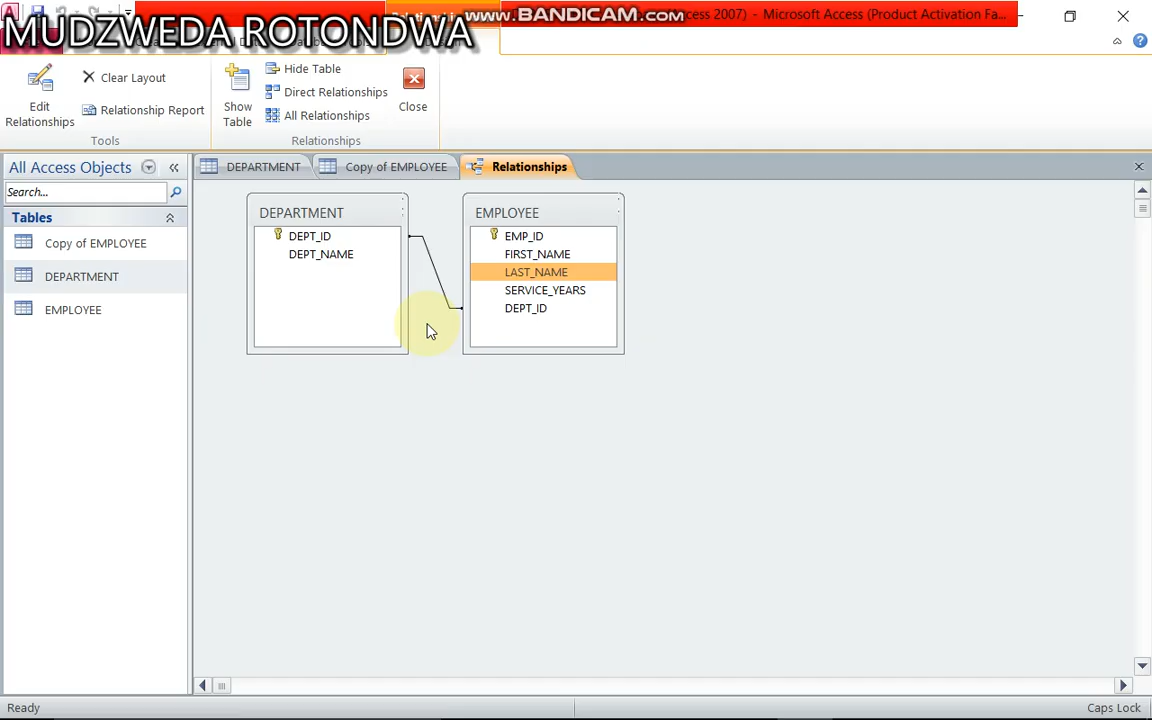 www.BANDICAM.com
ccess 2007) - Microsoft Access (Product Activation Fa...
MUDZWEDA ROTONDWA
Edit Relationships
Clear Layout
Relationship Report
Tools
Show Table
Hide Table
Direct Relationships
All Relationships
Relationships
Close
All Access Objects
Search...
Tables
Copy of EMPLOYEE
DEPARTMENT
EMPLOYEE
DEPARTMENT
Copy of EMPLOYEE
Relationships
DEPARTMENT
DEPT_ID
DEPT_NAME
EMPLOYEE
EMP_ID
FIRST_NAME
LAST_NAME
SERVICE_YEARS
DEPT_ID
Ready
Caps Lock